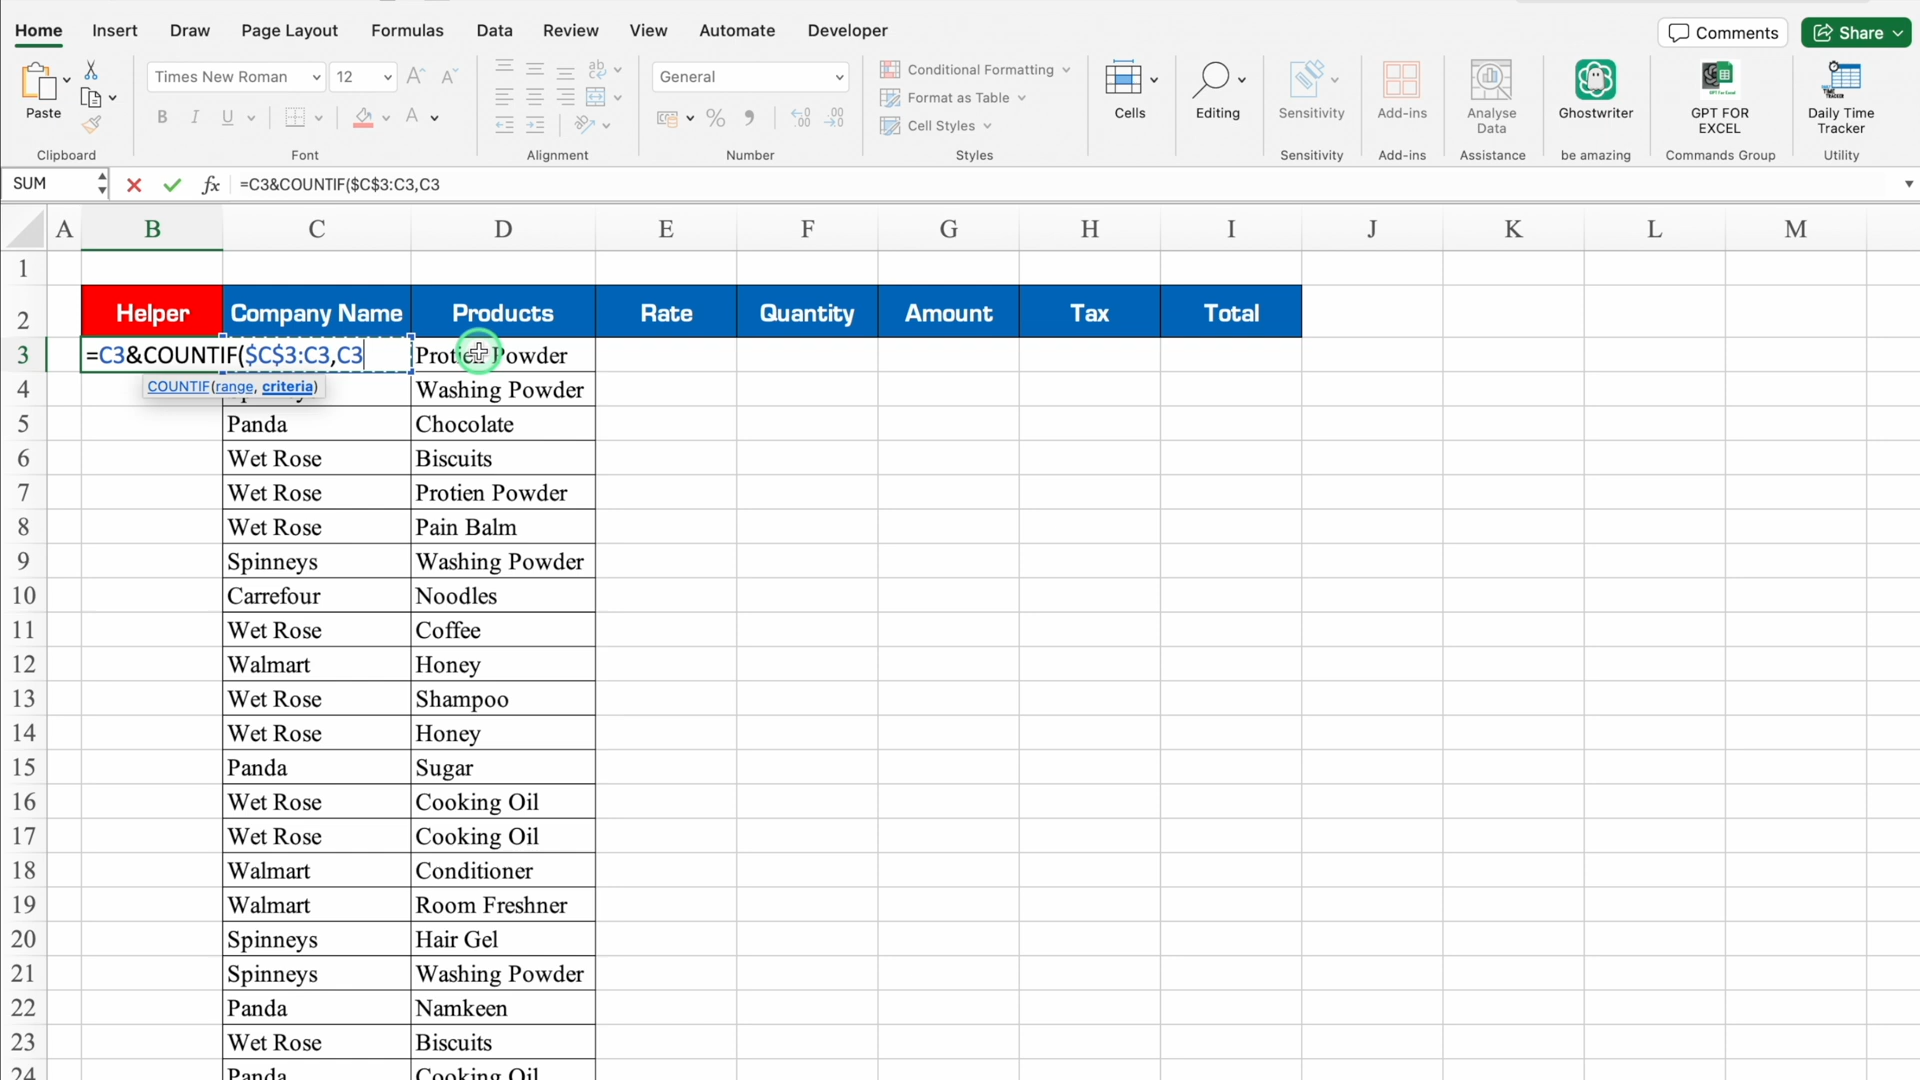 Home Insert Draw Page Layout Formulas Data Review View Automate Developer Comments Share
Paste Times New Roman 12 General Conditional Formatting
Format as Table
Cell Styles
Cells Editing Sensitivity Add-ins Analyse Data Ghostwriter GPT FOR EXCEL Daily Time Tracker
Clipboard Font Alignment Number Styles Sensitivity Add-ins Assistance be amazing Commands Group Utility
SUM fx =C3&COUNTIF($C$3:C3,C3
A B C D E F G H I J K L M
1
2 Helper Company Name Products Rate Quantity Amount Tax Total
3 =C3&COUNTIF($C$3:C3,C3 Protien Powder
COUNTIF(range, criteria)
4 Washing Powder
5 Panda Chocolate
6 Wet Rose Biscuits
7 Wet Rose Protien Powder
8 Wet Rose Pain Balm
9 Spinneys Washing Powder
10 Carrefour Noodles
11 Wet Rose Coffee
12 Walmart Honey
13 Wet Rose Shampoo
14 Wet Rose Honey
15 Panda Sugar
16 Wet Rose Cooking Oil
17 Wet Rose Cooking Oil
18 Walmart Conditioner
19 Walmart Room Freshner
20 Spinneys Hair Gel
21 Spinneys Washing Powder
22 Panda Namkeen
23 Wet Rose Biscuits
24 Panda Cooking Oil